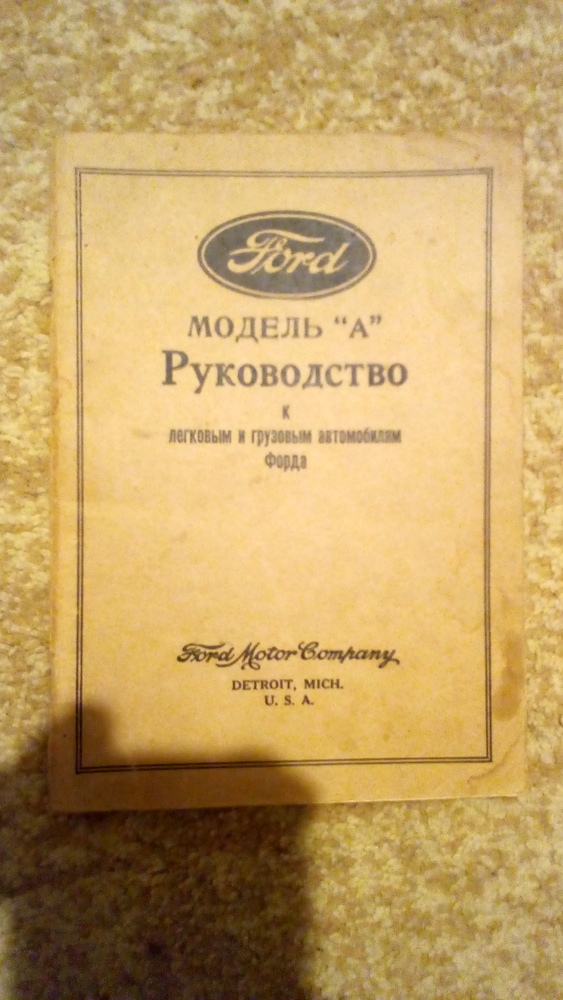 Ford
МОДЕЛЬ "А"
Руководство
к
легковым и грузовым автомобилям
Форда
Ford Motor Company
DETROIT, MICH.
U. S. A.